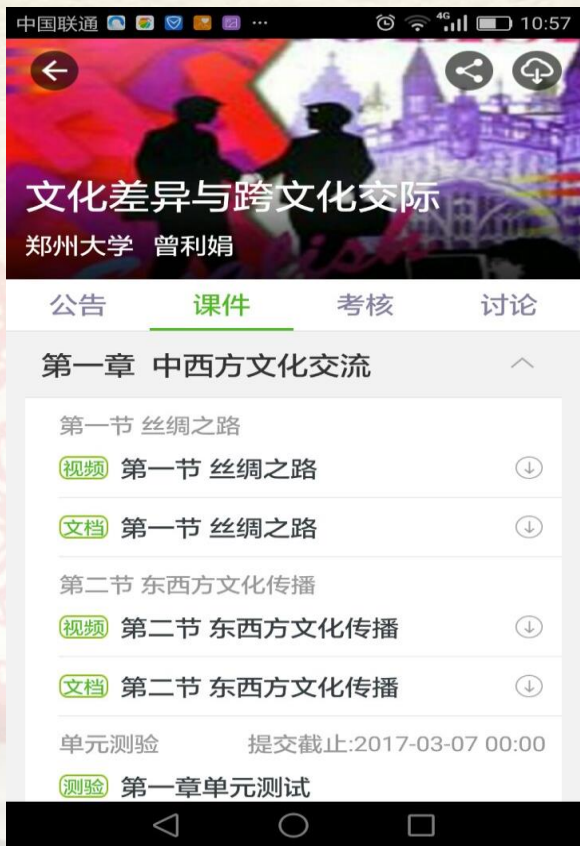 中国联通 ... 4G 10:57
文化差异与跨文化交际
郑州大学 曾利娟
公告 课件 考核 讨论
第一章 中西方文化交流
第一节 丝绸之路
视频 第一节 丝绸之路
文档 第一节 丝绸之路
第二节 东西方文化传播
视频 第二节 东西方文化传播
文档 第二节 东西方文化传播
单元测验 提交截止:2017-03-07 00:00
测验 第一章单元测试